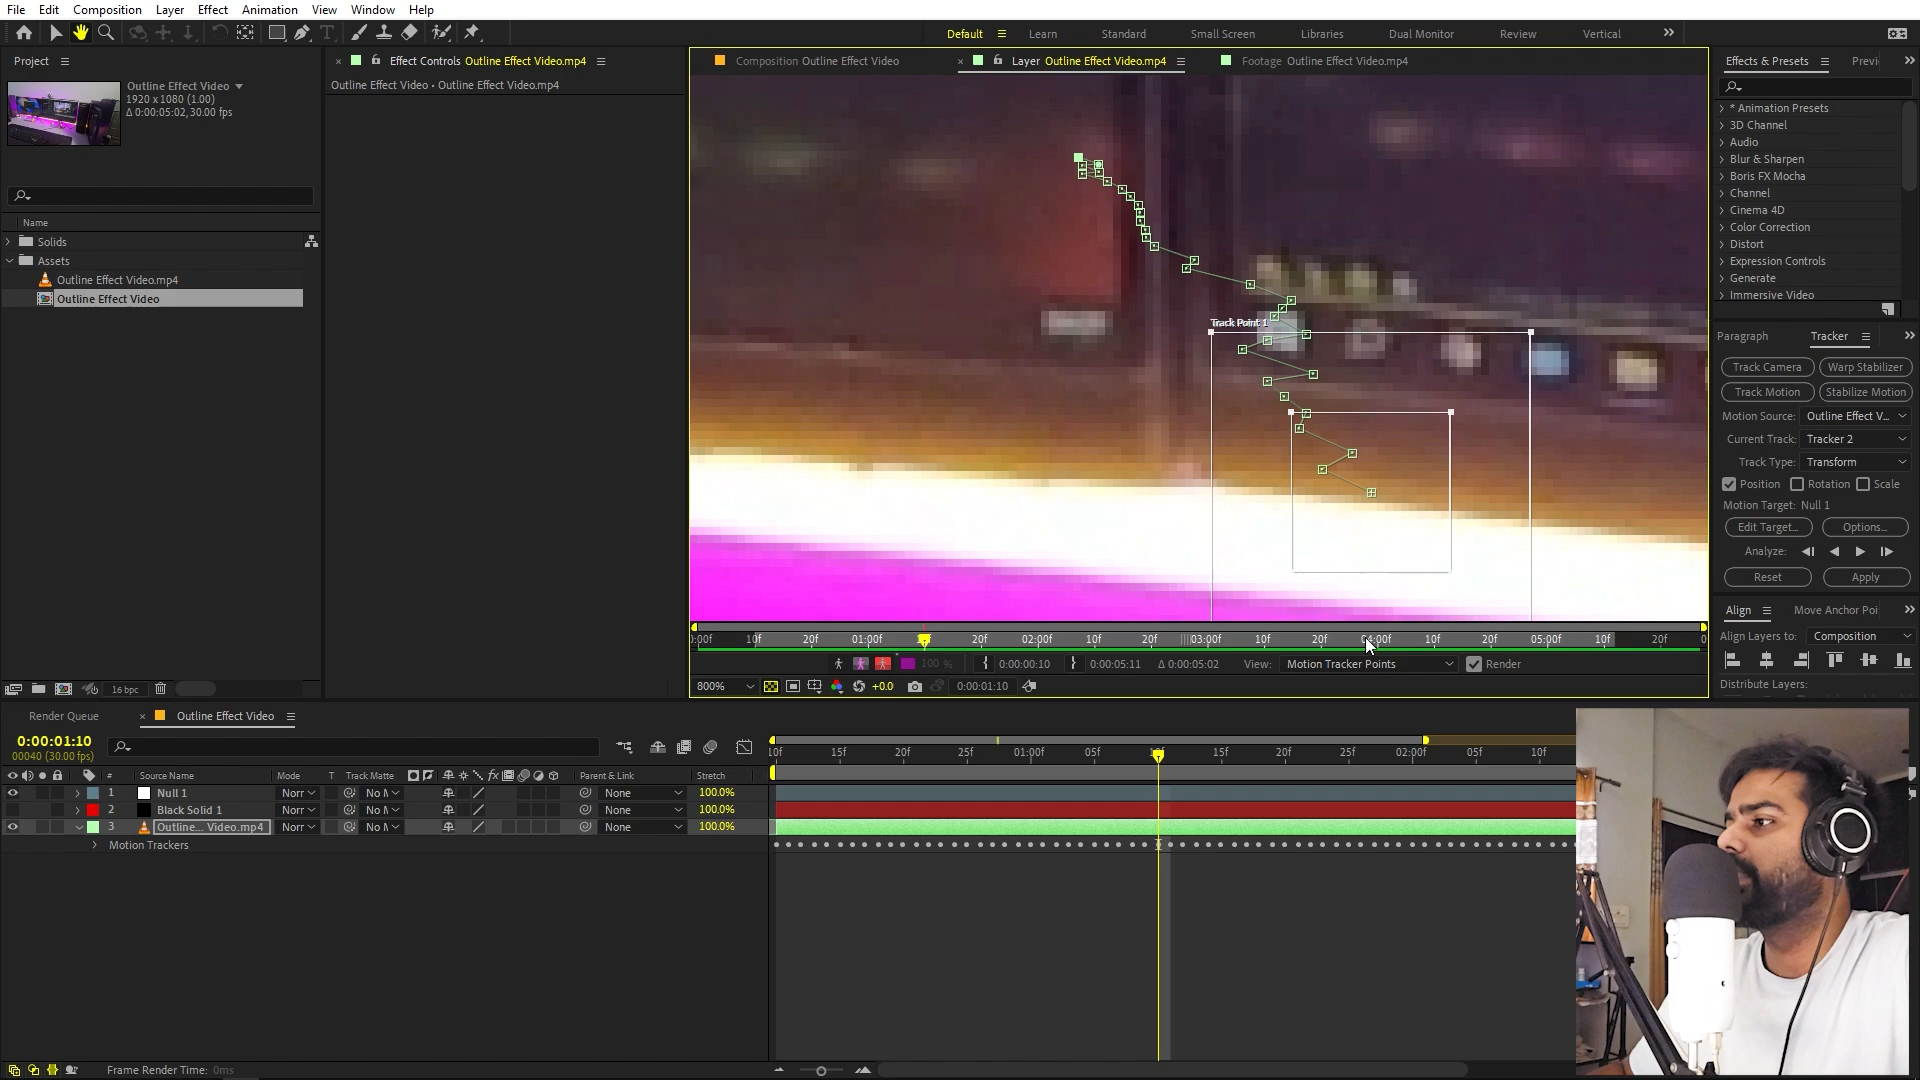 File Edit Composition Layer Effect Animation View Window Help
Default Learn Standard Small Screen Libraries Dual Monitor Review Vertical
Project
Outline Effect Video
1920 x 1080 (1.00)
Δ 0:00:05:02, 30.00 fps
Name
Solids
Assets
Outline Effect Video.mp4
Outline Effect Video
16 bpc
Effect Controls Outline Effect Video.mp4
Outline Effect Video • Outline Effect Video.mp4
Composition Outline Effect Video
Layer Outline Effect Video.mp4
Footage Outline Effect Video.mp4
Track Point 1
:00f 10f 20f 01:00f 20f 02:00f 10f 20f 03:00f 10f 20f 04:00f 10f 20f 05:00f 10f 20f
100 % 0:00:00:10 0:00:05:11 Δ 0:00:05:02 View: Motion Tracker Points Render
800% +0.0 0:00:01:10
Effects & Presets Previ
* Animation Presets
3D Channel
Audio
Blur & Sharpen
Boris FX Mocha
Channel
Cinema 4D
Color Correction
Distort
Expression Controls
Generate
Immersive Video
Paragraph Tracker
Track Camera Warp Stabilizer
Track Motion Stabilize Motion
Motion Source: Outline Effect V...
Current Track: Tracker 2
Track Type: Transform
Position Rotation Scale
Motion Target: Null 1
Edit Target... Options...
Analyze:
Reset Apply
Align Move Anchor Poi
Align Layers to: Composition
Distribute Layers:
Render Queue Outline Effect Video
0:00:01:10
00040 (30.00 fps)
10f 15f 20f 25f 01:00f 05f 15f 20f 25f 02:00f 05f 10f
# Source Name Mode T Track Matte fx Parent & Link Stretch
1 Null 1 Norr No M None 100.0%
2 Black Solid 1 Norr No M None 100.0%
3 Outline... Video.mp4 Norr No M None 100.0%
Motion Trackers
Frame Render Time: 0ms